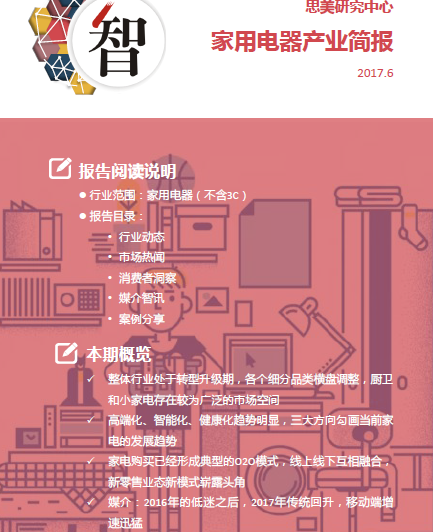 思美研究中心
智
家用电器产业简报
2017.6
报告阅读说明
● 行业范围：家用电器（不含3C）
● 报告目录：
• 行业动态
• 市场热闻
• 消费者洞察
• 媒介智讯
• 案例分享
本期概览
✓ 整体行业处于转型升级期，各个细分品类横盘调整，厨卫
和小家电存在较为广泛的市场空间
✓ 高端化、智能化、健康化趋势明显，三大方向勾画当前家
电的发展趋势
✓ 家电购买已经形成典型的O2O模式，线上线下互相融合，
新零售业态新模式崭露头角
✓ 媒介：2016年的低迷之后，2017年传统回升，移动端增
速迅猛